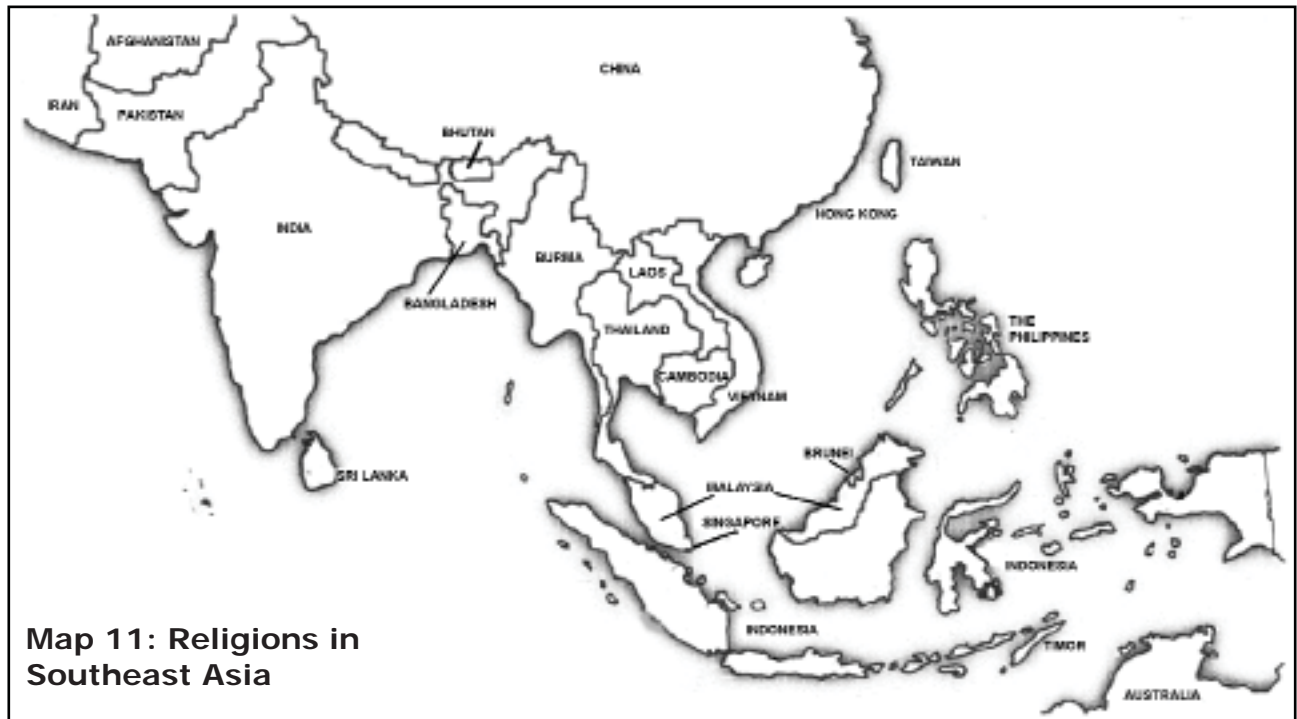 AFGHANISTAN
CHINA
IRAN
PAKISTAN
BHUTAN
TAIWAN
HONG KONG
INDIA
BURMA
LAOS
BANGLADESH
THAILAND
THE
PHILIPPINES
CAMBODIA
VIETNAM
BRUNEI
SRI LANKA
MALAYSIA
SINGAPORE
INDONESIA
INDONESIA
TIMOR
AUSTRALIA
Map 11: Religions in
Southeast Asia